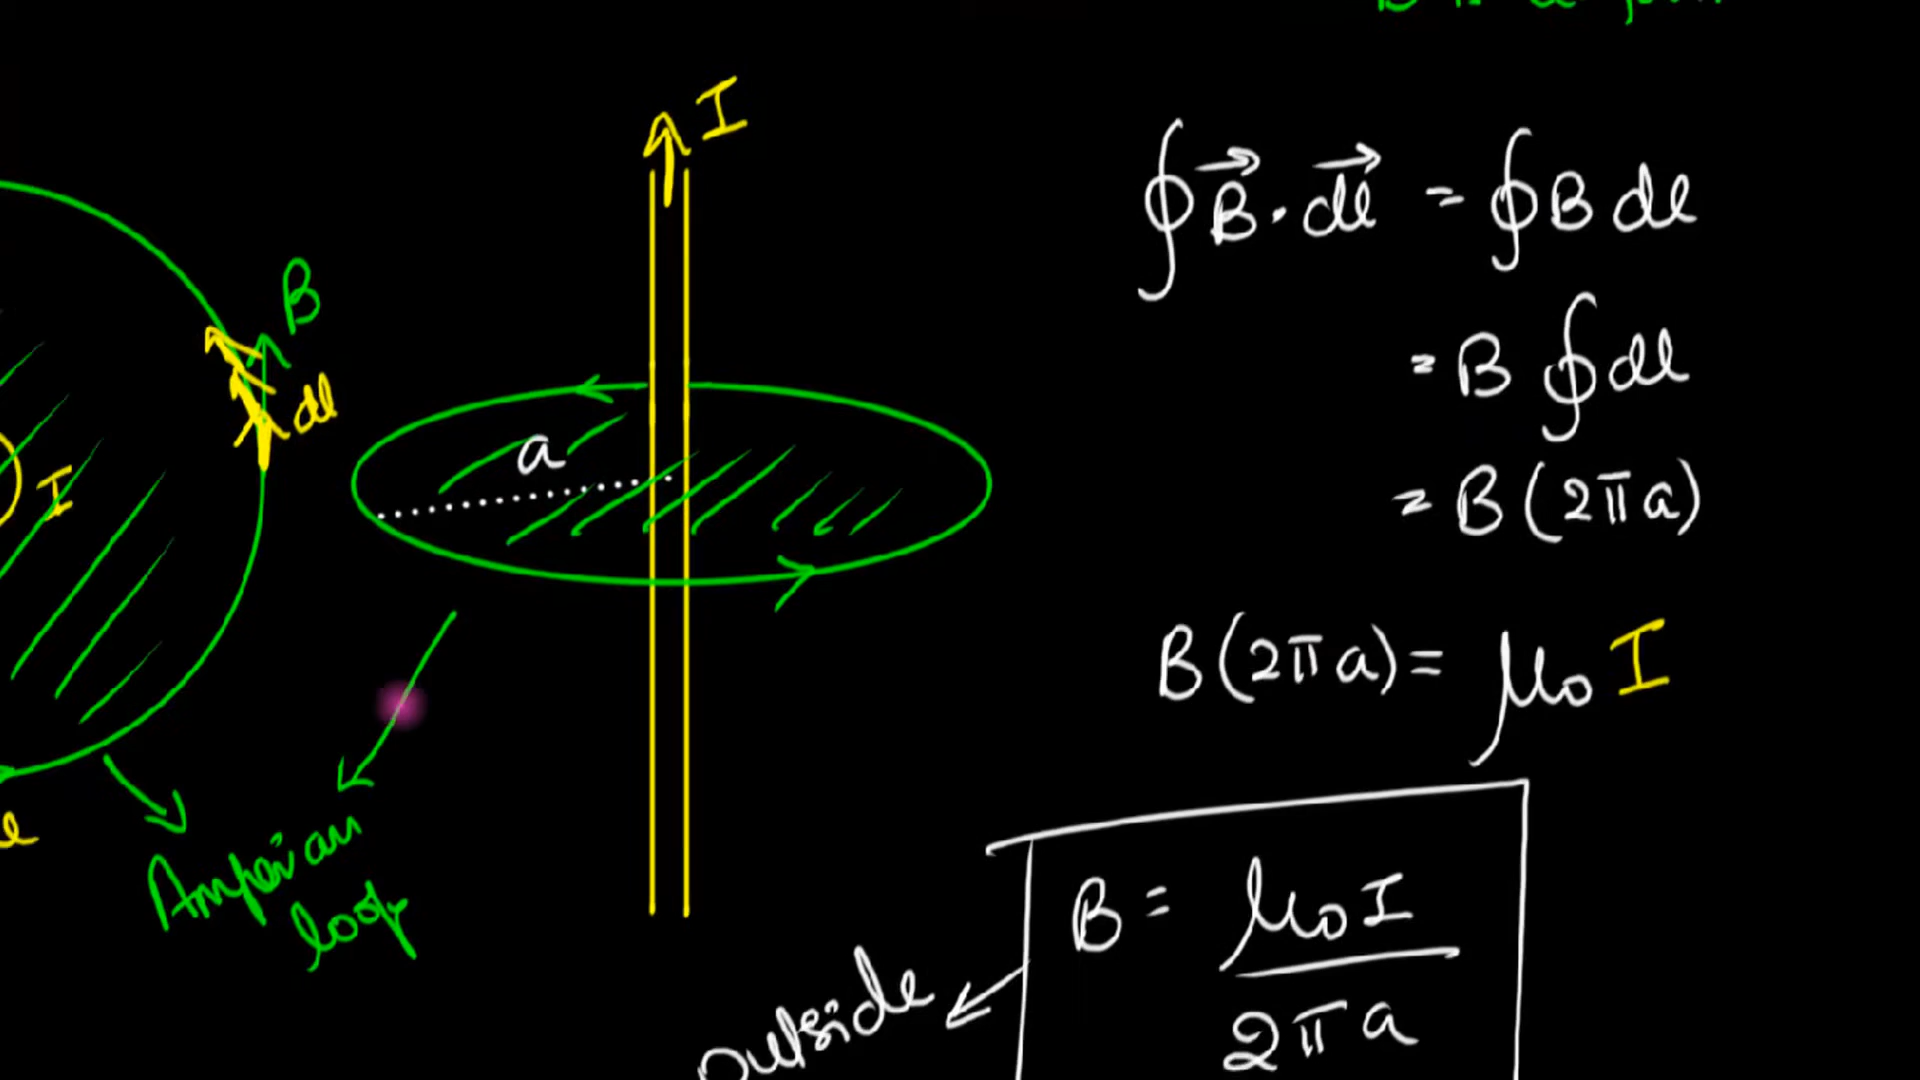 I
∮B⃗ · dl⃗ = ∮B dl
= B ∮dl
= B(2πa)
B(2πa) = μ₀ I
B = μ₀I / 2πa
outside
a
B
dl
I
Amperian
loop